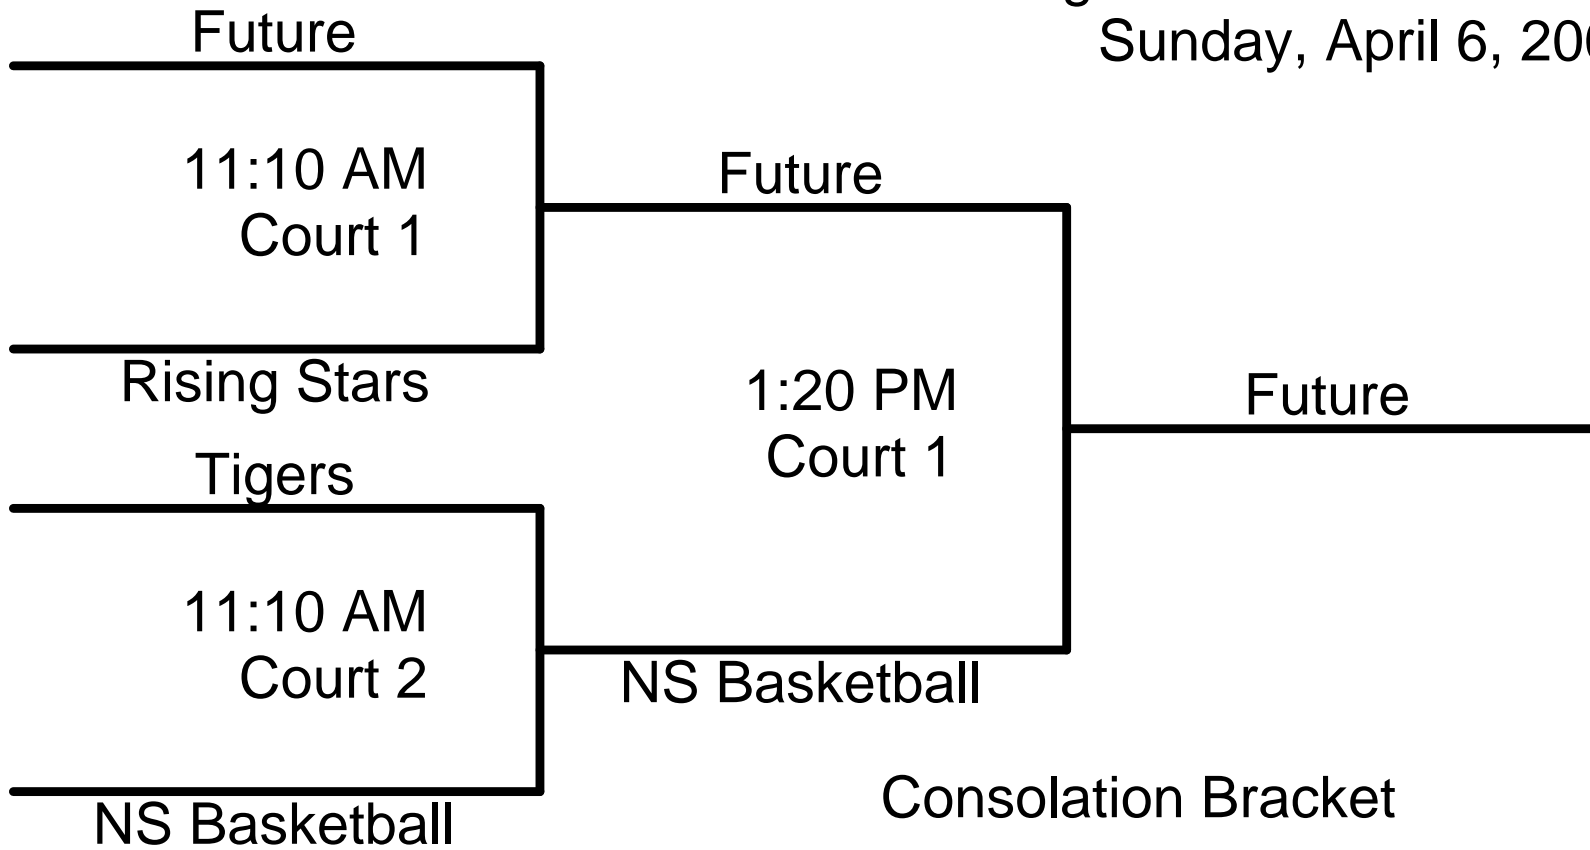 Future
Sunday, April 6,
11:10 AM
Court 1
Future
Rising Stars
1:20 PM
Court 1
Future
Tigers
11:10 AM
Court 2
NS Basketball
Consolation Bracket
NS Basketball